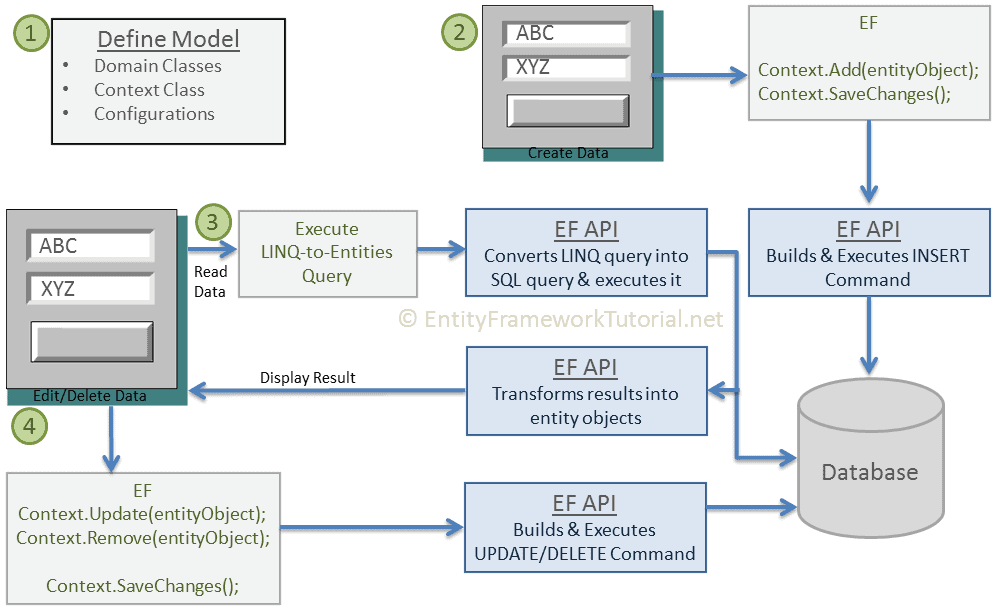 1
Define Model
• Domain Classes
• Context Class
• Configurations
2
ABC
XYZ
Create Data
EF
Context.Add(entityObject);
Context.SaveChanges();
ABC
XYZ
Edit/Delete Data
3
Read
Data
Execute
LINQ-to-Entities
Query
EF API
Converts LINQ query into
SQL query & executes it
EF API
Builds & Executes INSERT
Command
© EntityFrameworkTutorial.net
Display Result
EF API
Transforms results into
entity objects
Database
4
EF
Context.Update(entityObject);
Context.Remove(entityObject);
Context.SaveChanges();
EF API
Builds & Executes
UPDATE/DELETE Command